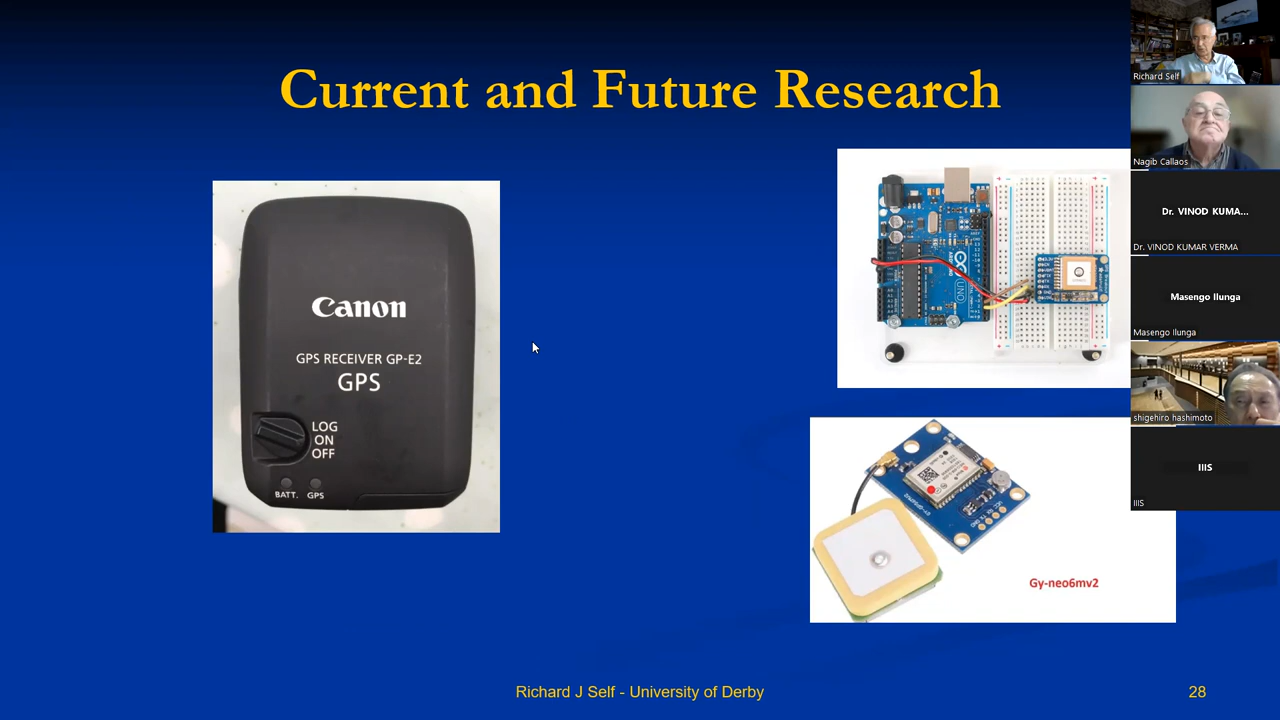 Current and Future Research
Canon
GPS RECEIVER GP-E2
GPS
LOG
ON
OFF
BATT. GPS
UNO
Gy-neo6mv2
Richard J Self - University of Derby
28
Richard Self
Nagib Callaos
Dr. VINOD KUMA...
Dr. VINOD KUMAR VERMA
Masengo Ilunga
Masengo Ilunga
shigehiro hashimoto
IIIS
IIIS